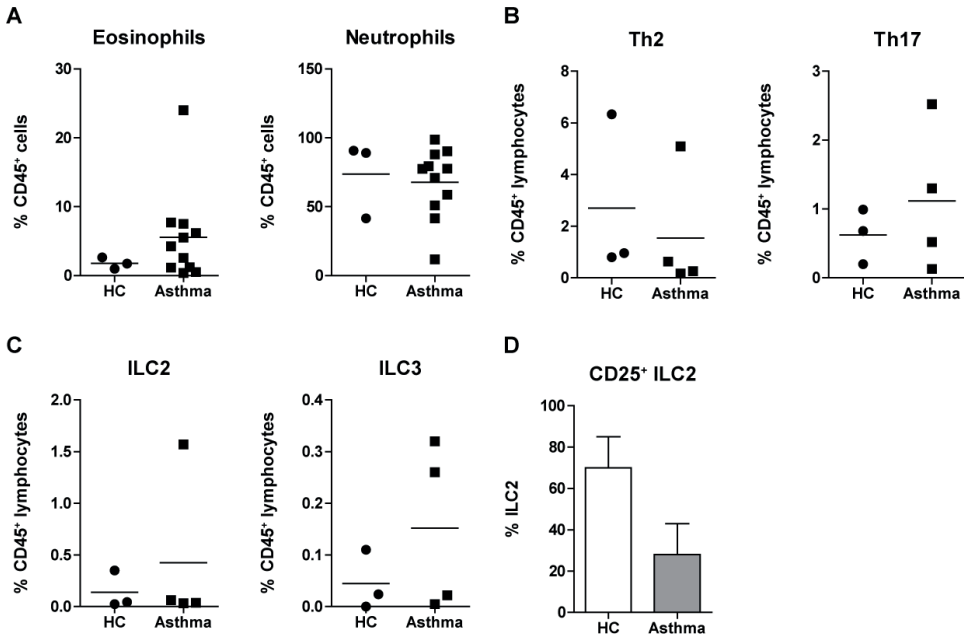 A
Eosinophils
% CD45⁺ cells
30
20
10
0
HC Asthma
Neutrophils
% CD45⁺ cells
150
100
50
0
HC Asthma
B
Th2
% CD45⁺ lymphocytes
8
6
4
2
0
HC Asthma
Th17
% CD45⁺ lymphocytes
3
2
1
0
HC Asthma
C
ILC2
% CD45⁺ lymphocytes
2.0
1.5
1.0
0.5
0.0
HC Asthma
ILC3
% CD45⁺ lymphocytes
0.4
0.3
0.2
0.1
0.0
HC Asthma
D
CD25⁺ ILC2
% ILC2
100
80
60
40
20
0
HC Asthma